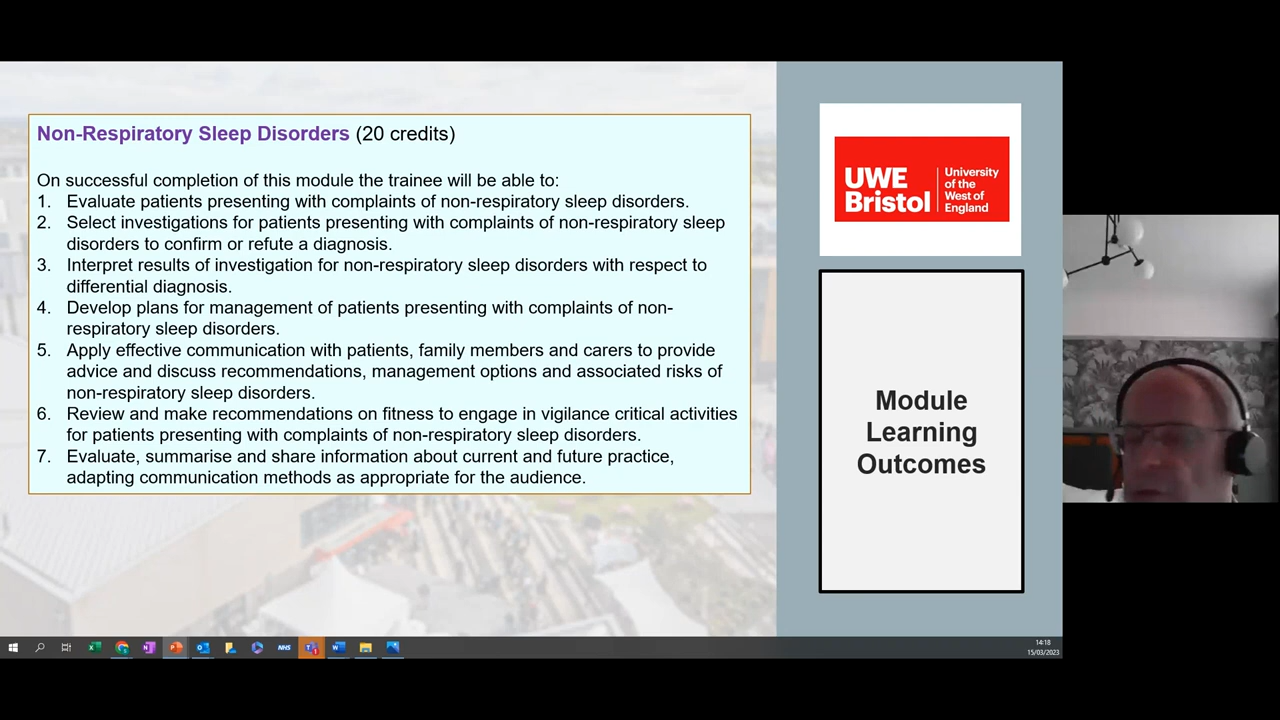 Non-Respiratory Sleep Disorders (20 credits)
On successful completion of this module the trainee will be able to:
1. Evaluate patients presenting with complaints of non-respiratory sleep disorders.
2. Select investigations for patients presenting with complaints of non-respiratory sleep
disorders to confirm or refute a diagnosis.
3. Interpret results of investigation for non-respiratory sleep disorders with respect to
differential diagnosis.
4. Develop plans for management of patients presenting with complaints of non-
respiratory sleep disorders.
5. Apply effective communication with patients, family members and carers to provide
advice and discuss recommendations, management options and associated risks of
non-respiratory sleep disorders.
6. Review and make recommendations on fitness to engage in vigilance critical activities
for patients presenting with complaints of non-respiratory sleep disorders.
7. Evaluate, summarise and share information about current and future practice,
adapting communication methods as appropriate for the audience.
UWE
Bristol
University
of the
West of
England
Module
Learning
Outcomes
NHS
14:18
15/03/2023